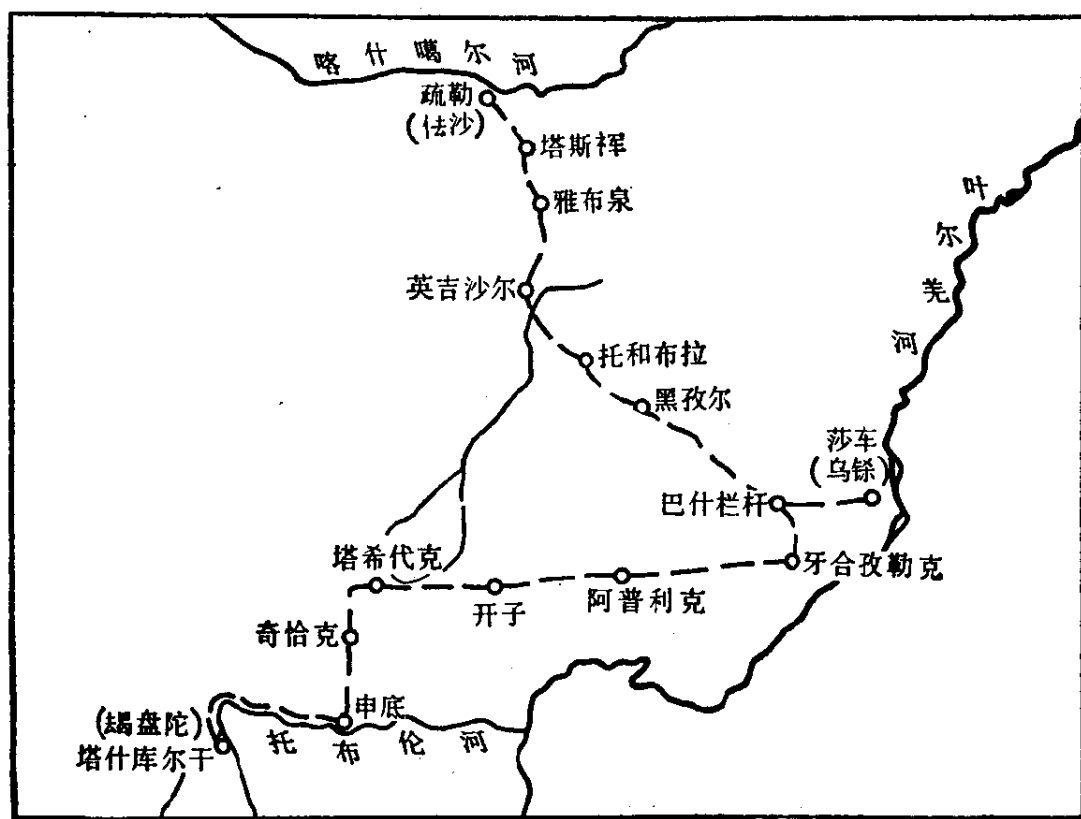 喀什噶尔河
疏勒
(佉沙)
塔斯裈
雅布泉
叶尔羌河
英吉沙尔
托和布拉
黑孜尔
莎车
(乌铩)
巴什栏杆
塔希代克
牙合孜勒克
开子
阿普利克
奇恰克
申底
(朅盘陀)
塔什库尔干
托布伦河